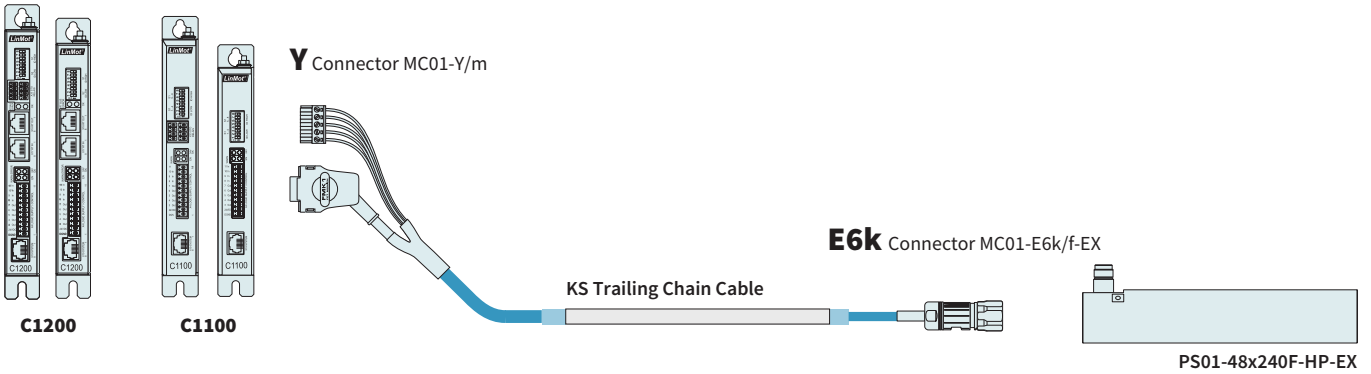 LinMot
LinMot
LinMot
LinMot
C1200
C1200
C1100
C1100
C1200
C1100
Y Connector MC01-Y/m
PMK1
KS Trailing Chain Cable
E6k Connector MC01-E6k/f-EX
PS01-48x240F-HP-EX